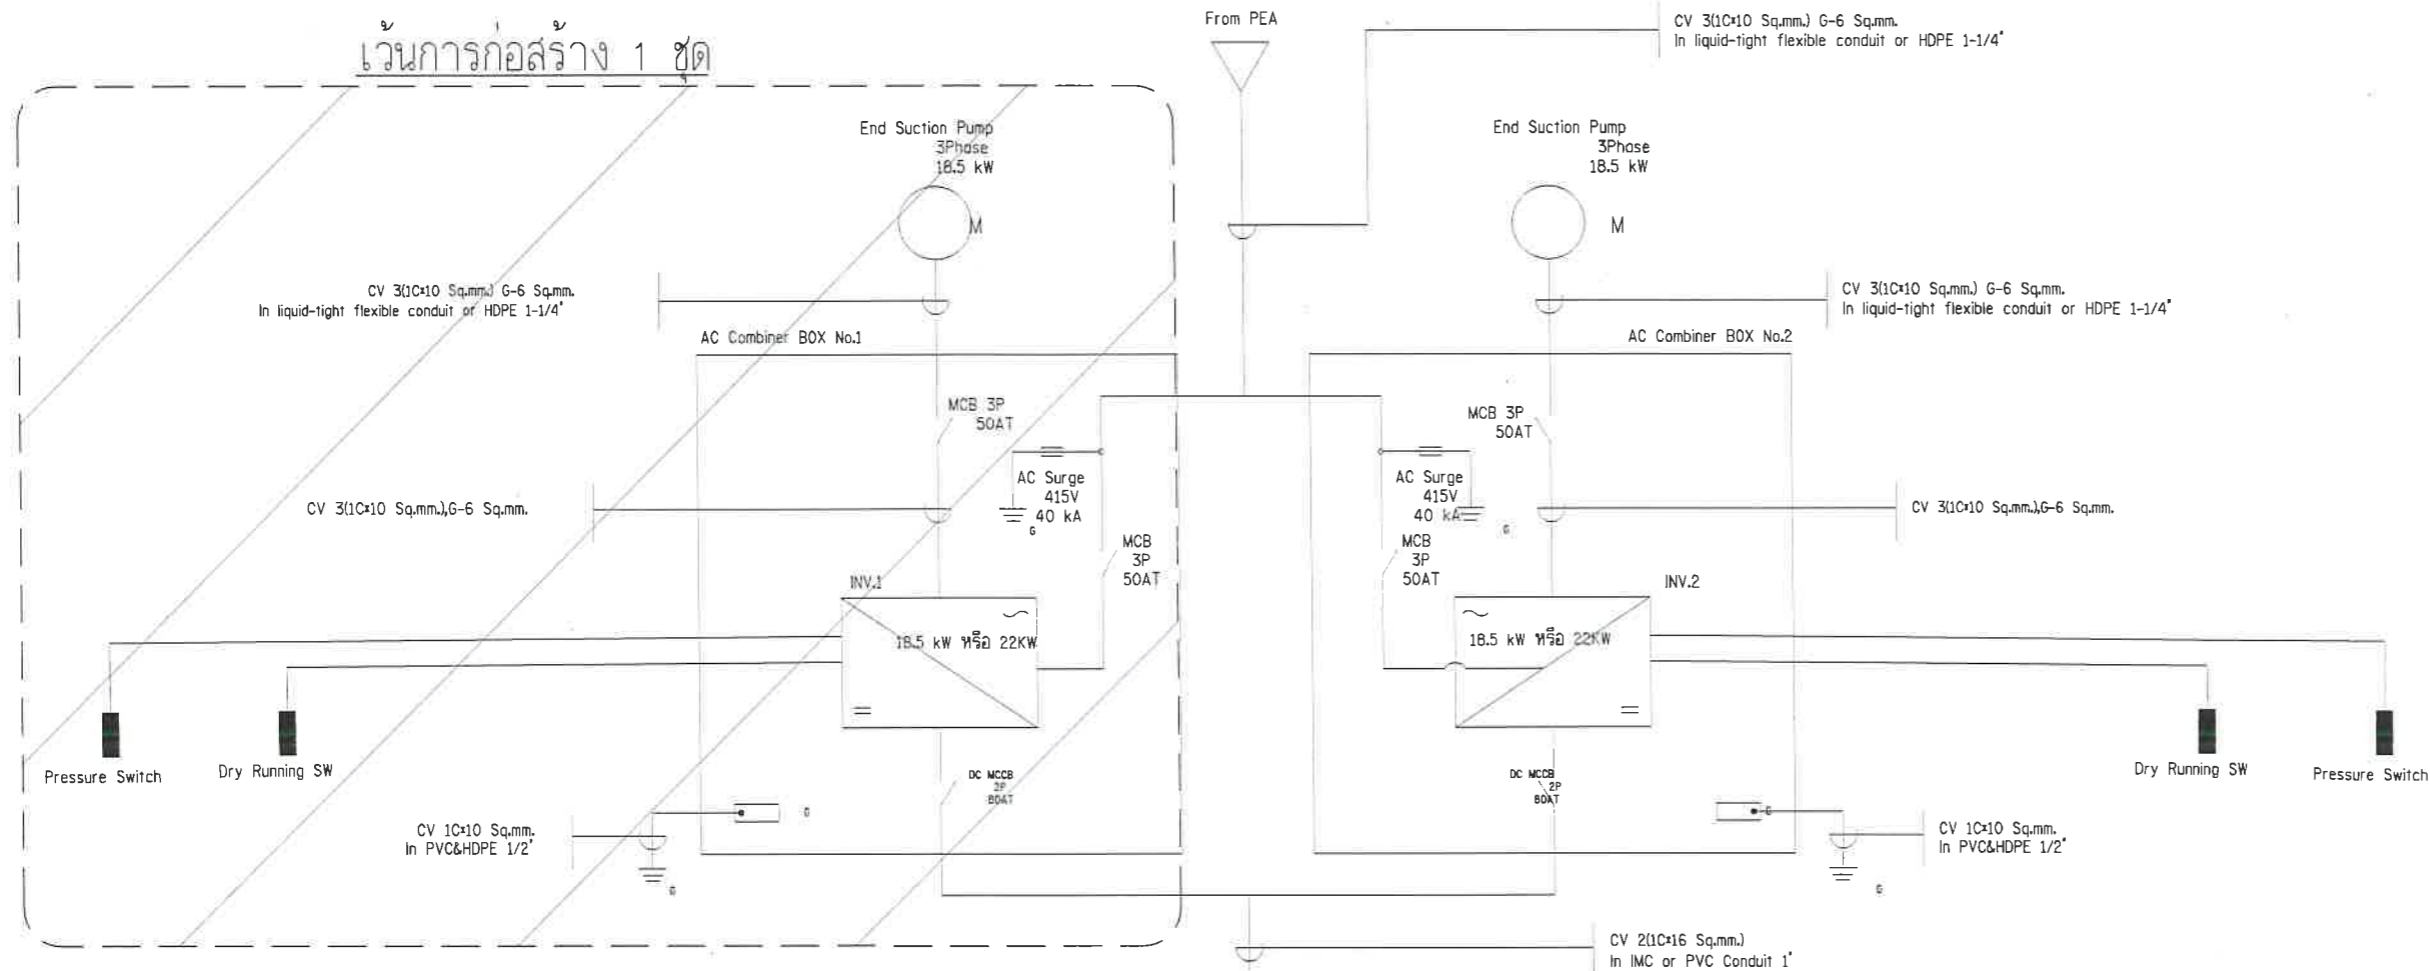 เว้นการก่อสร้าง 1 ชุด
From PEA
CV 3(1C*10 Sq.mm.) G-6 Sq.mm.
In liquid-tight flexible conduit or HDPE 1-1/4"
End Suction Pump
3Phase
18.5 kW
M
End Suction Pump
3Phase
18.5 kW
M
CV 3(1C*10 Sq.mm.) G-6 Sq.mm.
In liquid-tight flexible conduit or HDPE 1-1/4"
CV 3(1C*10 Sq.mm.) G-6 Sq.mm.
In liquid-tight flexible conduit or HDPE 1-1/4"
AC Combiner BOX No.1
AC Combiner BOX No.2
MCB 3P
50AT
MCB 3P
50AT
AC Surge
415V
40 kA
G
AC Surge
415V
40 kA
G
CV 3(1C*10 Sq.mm.),G-6 Sq.mm.
CV 3(1C*10 Sq.mm.),G-6 Sq.mm.
MCB
3P
50AT
MCB
3P
50AT
INV.1
INV.2
18.5 kW หรือ 22KW
18.5 kW หรือ 22KW
Pressure Switch
Dry Running SW
Dry Running SW
Pressure Switch
DC MCCB
2P
80AT
DC MCCB
2P
80AT
G
G
CV 1C*10 Sq.mm.
In PVC&HDPE 1/2"
G
CV 1C*10 Sq.mm.
In PVC&HDPE 1/2"
G
CV 2(1C*16 Sq.mm.)
In IMC or PVC Conduit 1"